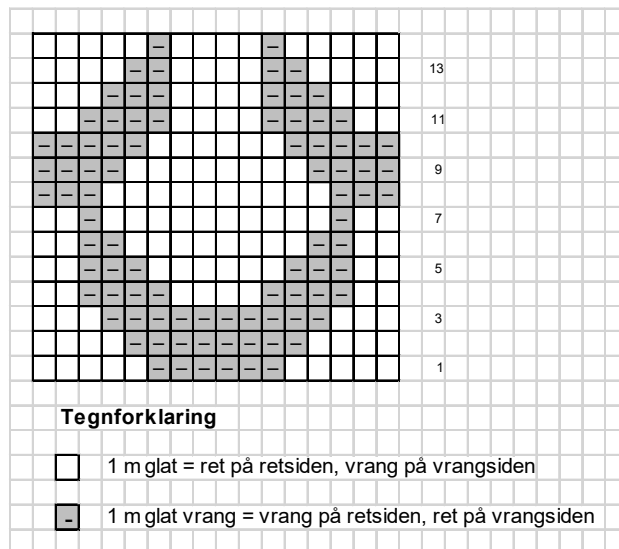 13
11
9
7
5
3
1
Tegnforklaring
1 m glat = ret på retsiden, vrang på vrangsiden
- 1 m glat vrang = vrang på retsiden, ret på vrangsiden